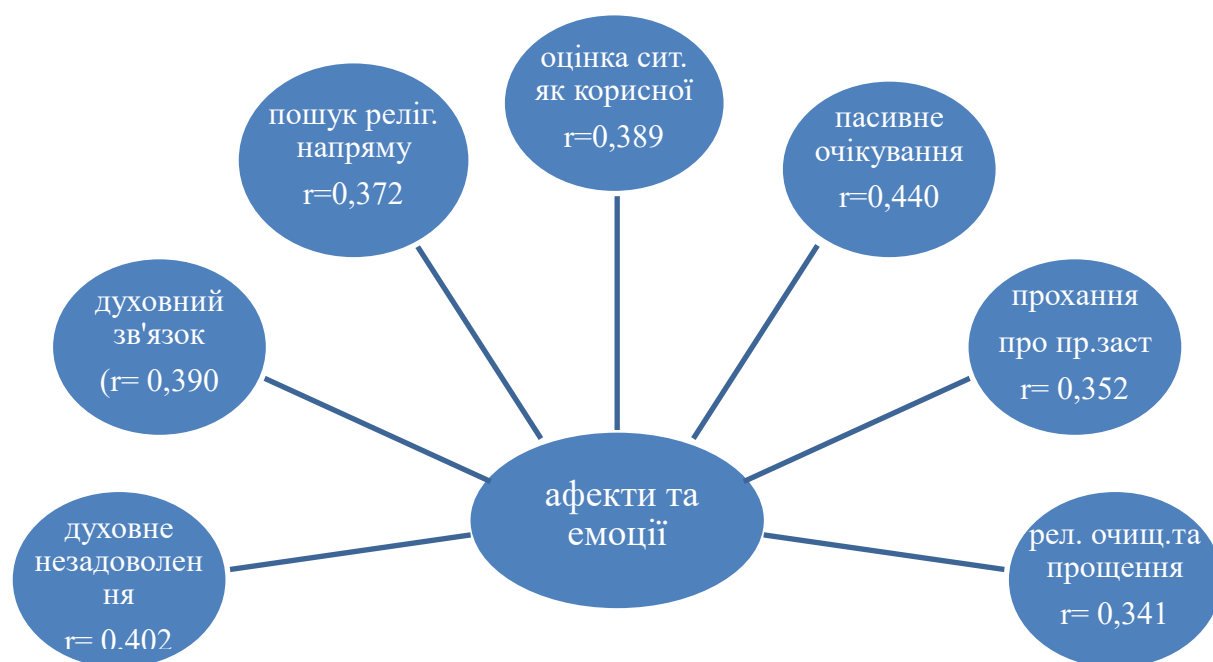 оцінка сит.
як корисної
r=0,389
пошук реліг.
напряму
r=0,372
пасивне
очікування
r=0,440
духовний
зв'язок
(r= 0,390
прохання
про пр.заст
r= 0,352
афекти та
емоції
духовне
незадоволен
ня
r= 0.402
рел. очищ.та
прощення
r= 0,341